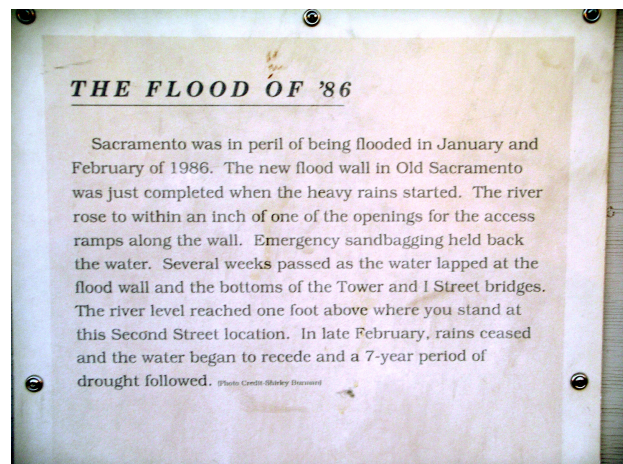 THE FLOOD OF '86
Sacramento was in peril of being flooded in January and
February of 1986. The new flood wall in Old Sacramento
was just completed when the heavy rains started. The river
rose to within an inch of one of the openings for the access
ramps along the wall. Emergency sandbagging held back
the water. Several weeks passed as the water lapped at the
flood wall and the bottoms of the Tower and I Street bridges.
The river level reached one foot above where you stand at
this Second Street location. In late February, rains ceased
and the water began to recede and a 7-year period of
drought followed. (Photo Credit-Shirley